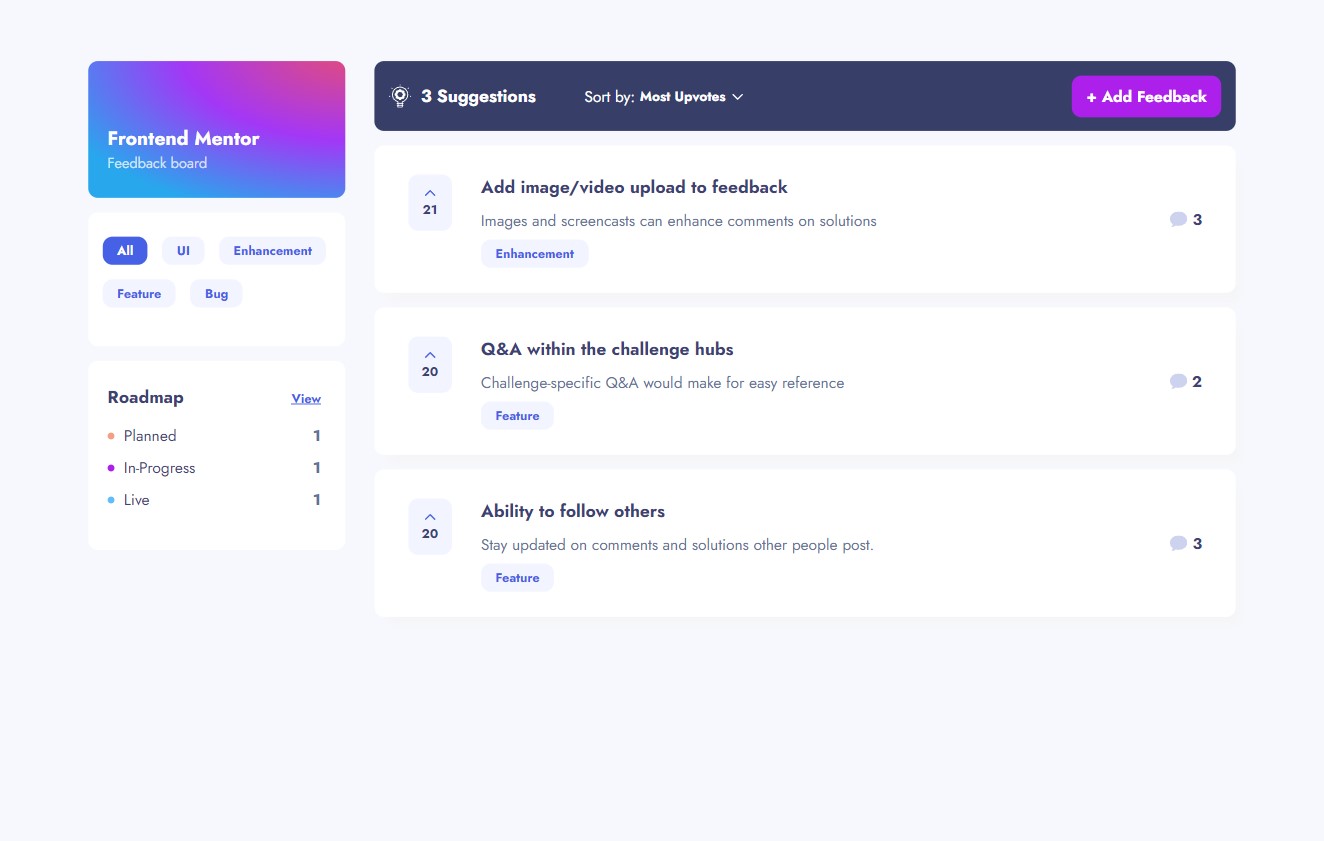 Frontend Mentor
Feedback board
All UI Enhancement
Feature Bug
Roadmap View
Planned 1
In-Progress 1
Live 1
3 Suggestions Sort by: Most Upvotes + Add Feedback
21
Add image/video upload to feedback
Images and screencasts can enhance comments on solutions
Enhancement
3
20
Q&A within the challenge hubs
Challenge-specific Q&A would make for easy reference
Feature
2
20
Ability to follow others
Stay updated on comments and solutions other people post.
Feature
3